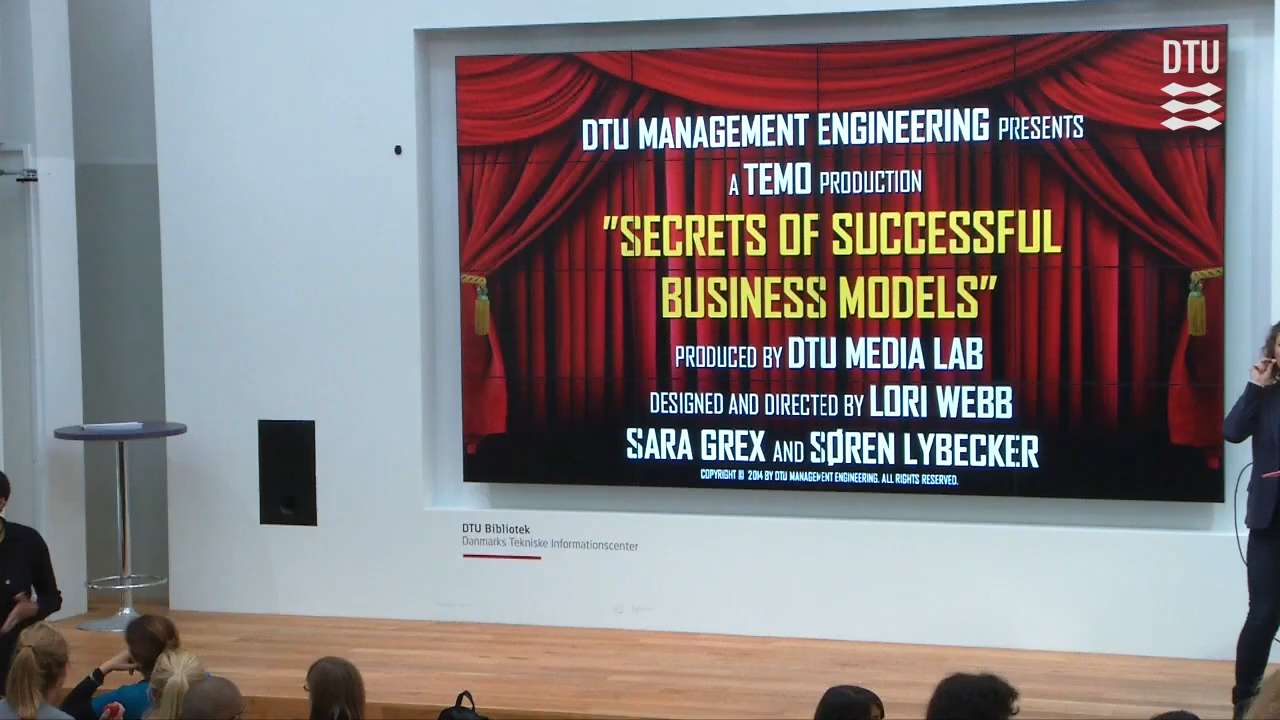 DTU
DTU MANAGEMENT ENGINEERING PRESENTS
A TEMO PRODUCTION
"SECRETS OF SUCCESSFUL
BUSINESS MODELS"
PRODUCED BY DTU MEDIA LAB
DESIGNED AND DIRECTED BY LORI WEBB
SARA GREX AND SØREN LYBECKER
COPYRIGHT © 2014 BY DTU MANAGEMENT ENGINEERING. ALL RIGHTS RESERVED.
DTU Bibliotek
Danmarks Tekniske Informationscenter